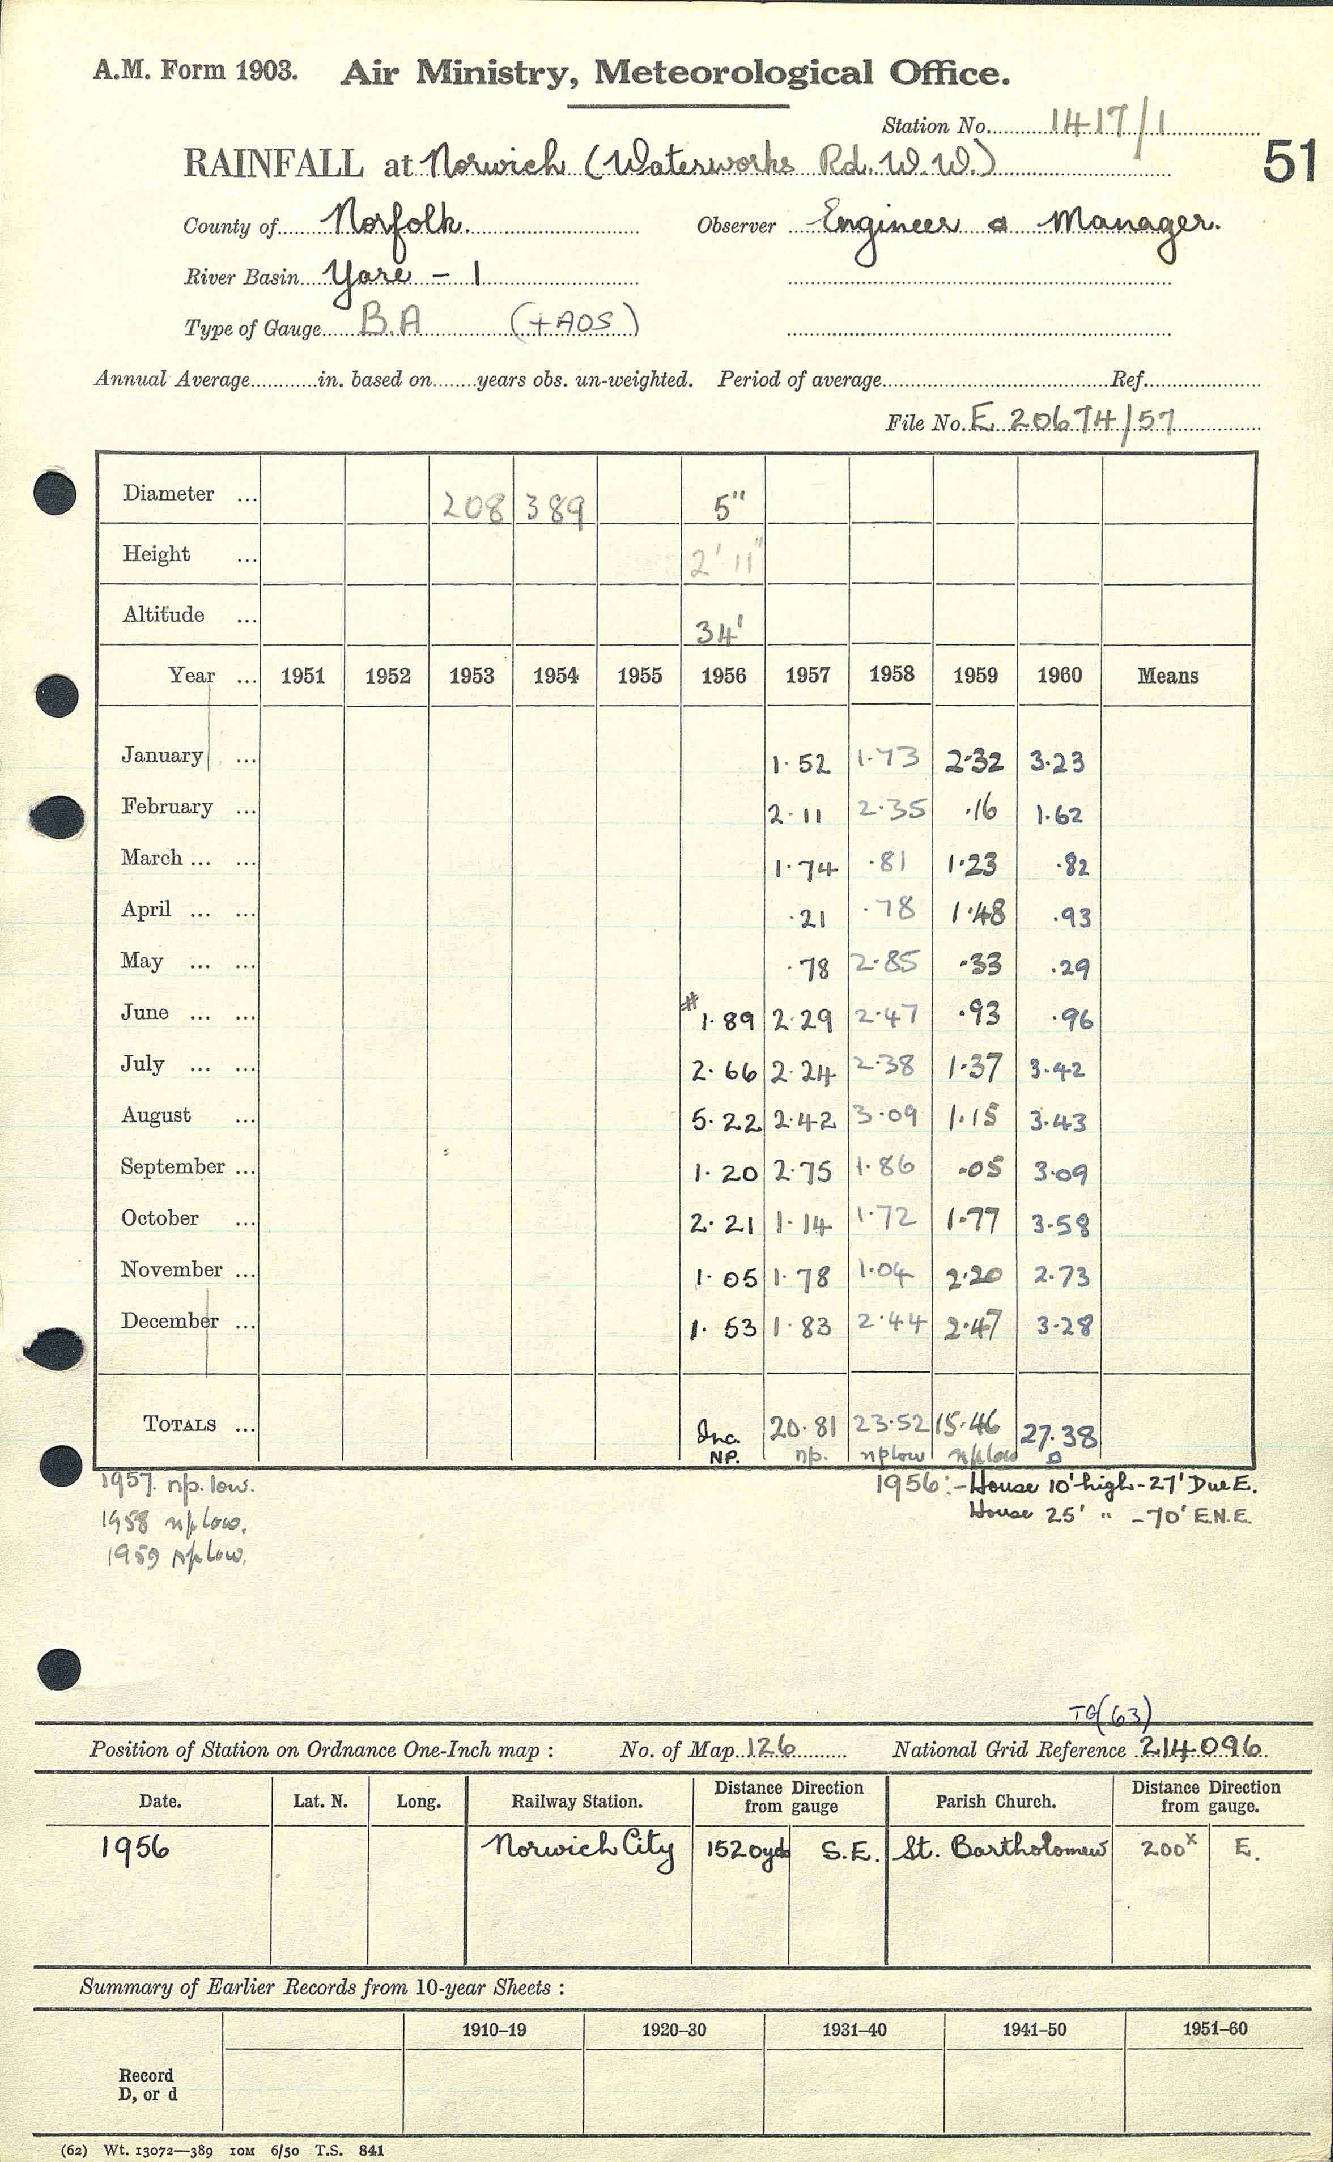 A.M. Form 1903. Air Ministry, Meteorological Office.
Station No. 1417/1
RAINFALL at Norwich (Waterworks Rd. W.W.)
51
County of Norfolk. Observer Engineer & Manager.
River Basin Yare - 1
Type of Gauge B.A (+AOS)
Annual Average in. based on years obs. un-weighted. Period of average Ref.
File No. E 20674/57
Diameter ... 208 389 5"
Height ... 2' 11"
Altitude ... 34'
Year ... 1951 1952 1953 1954 1955 1956 1957 1958 1959 1960 Means
January ... 1.52 1.73 2.32 3.23
February ... 2.11 2.35 .16 1.62
March ... ... 1.74 .81 1.23 .82
April ... ... .21 .78 1.48 .93
May ... ... .78 2.85 .33 .29
June ... ... # 1.89 2.29 2.47 .93 .96
July ... ... 2.66 2.24 2.38 1.37 3.42
August ... 5.22 2.42 3.09 1.15 3.43
September ... 1.20 2.75 1.86 .05 3.09
October ... 2.21 1.14 1.72 1.77 3.58
November ... 1.05 1.78 1.04 2.20 2.73
December ... 1.53 1.83 2.44 2.47 3.28
TOTALS ... Inc. 20.81 23.52 15.46 27.38
NP. np. np low np low D
1957. np. low. 1956:- House 10' high - 27' Due E.
1958 np low. House 25' " - 70' E.N.E.
1959 np low.
TG(63)
Position of Station on Ordnance One-Inch map : No. of Map 126 National Grid Reference 214096
Date. Lat. N. Long. Railway Station. Distance Direction from gauge Parish Church. Distance Direction from gauge.
1956 Norwich City 1520yds S.E. St. Bartholomew 200x E.
Summary of Earlier Records from 10-year Sheets :
1910–19 1920–30 1931–40 1941–50 1951–60
Record
D, or d
(62) Wt. 13072—389 10M 6/50 T.S. 841